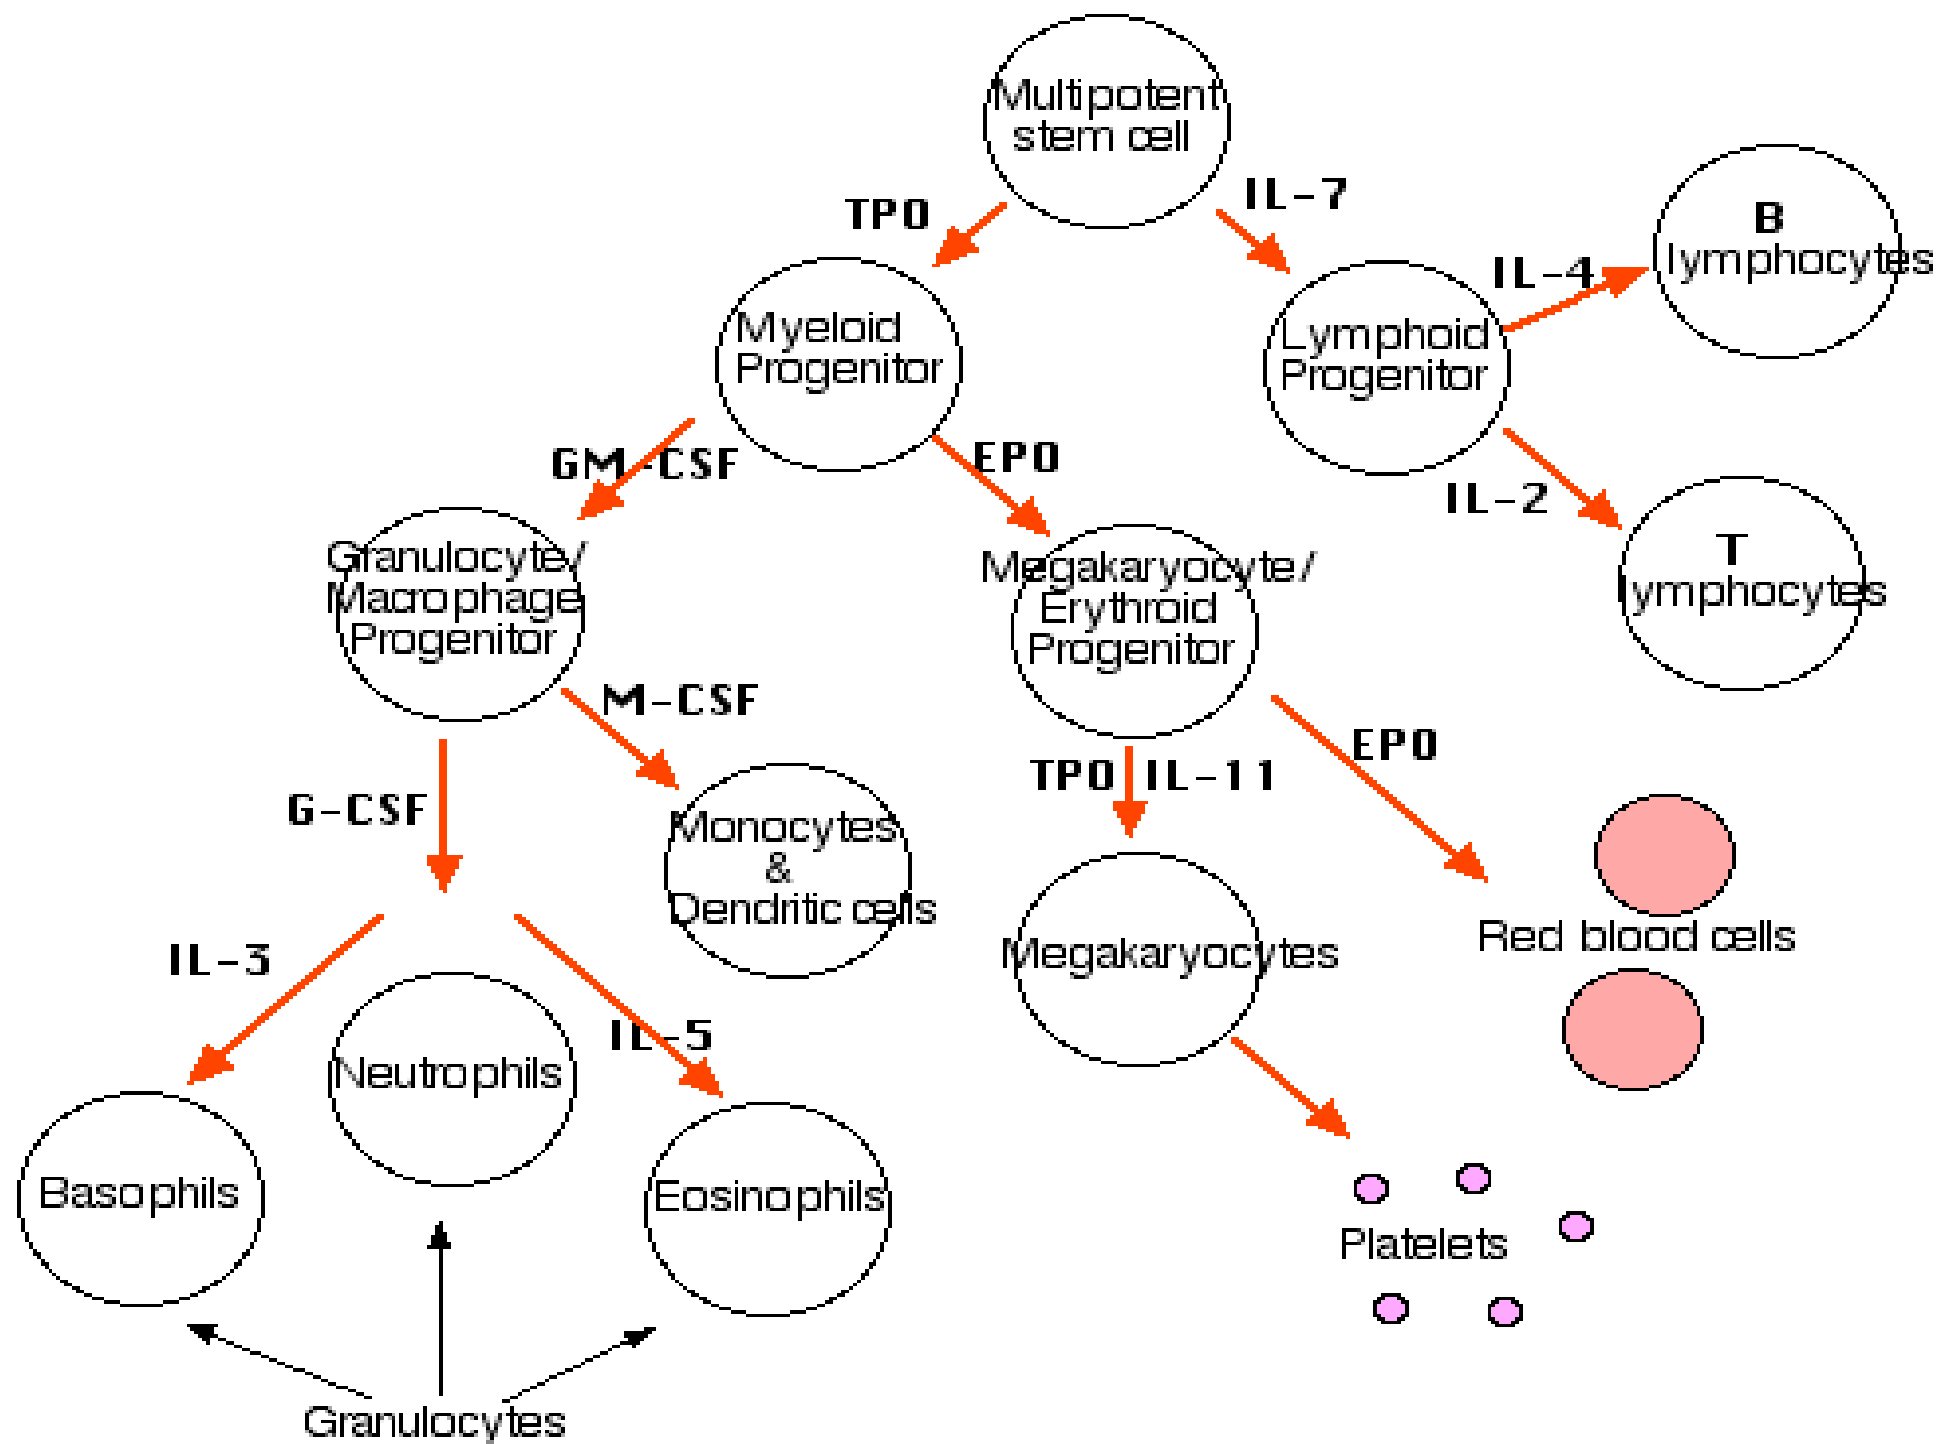 Multipotent
stem cell
TPO
IL-7
B
lymphocytes
IL-4
Myeloid
Progenitor
Lymphoid
Progenitor
GM-CSF
EPO
IL-2
T
lymphocytes
Granulocyte/
Macrophage
Progenitor
Megakaryocyte/
Erythroid
Progenitor
M-CSF
EPO
TPO
IL-11
G-CSF
Monocytes
&
Dendritic cells
Red blood cells
Megakaryocytes
IL-3
IL-5
Neutrophils
Basophils
Eosinophils
Platelets
Granulocytes